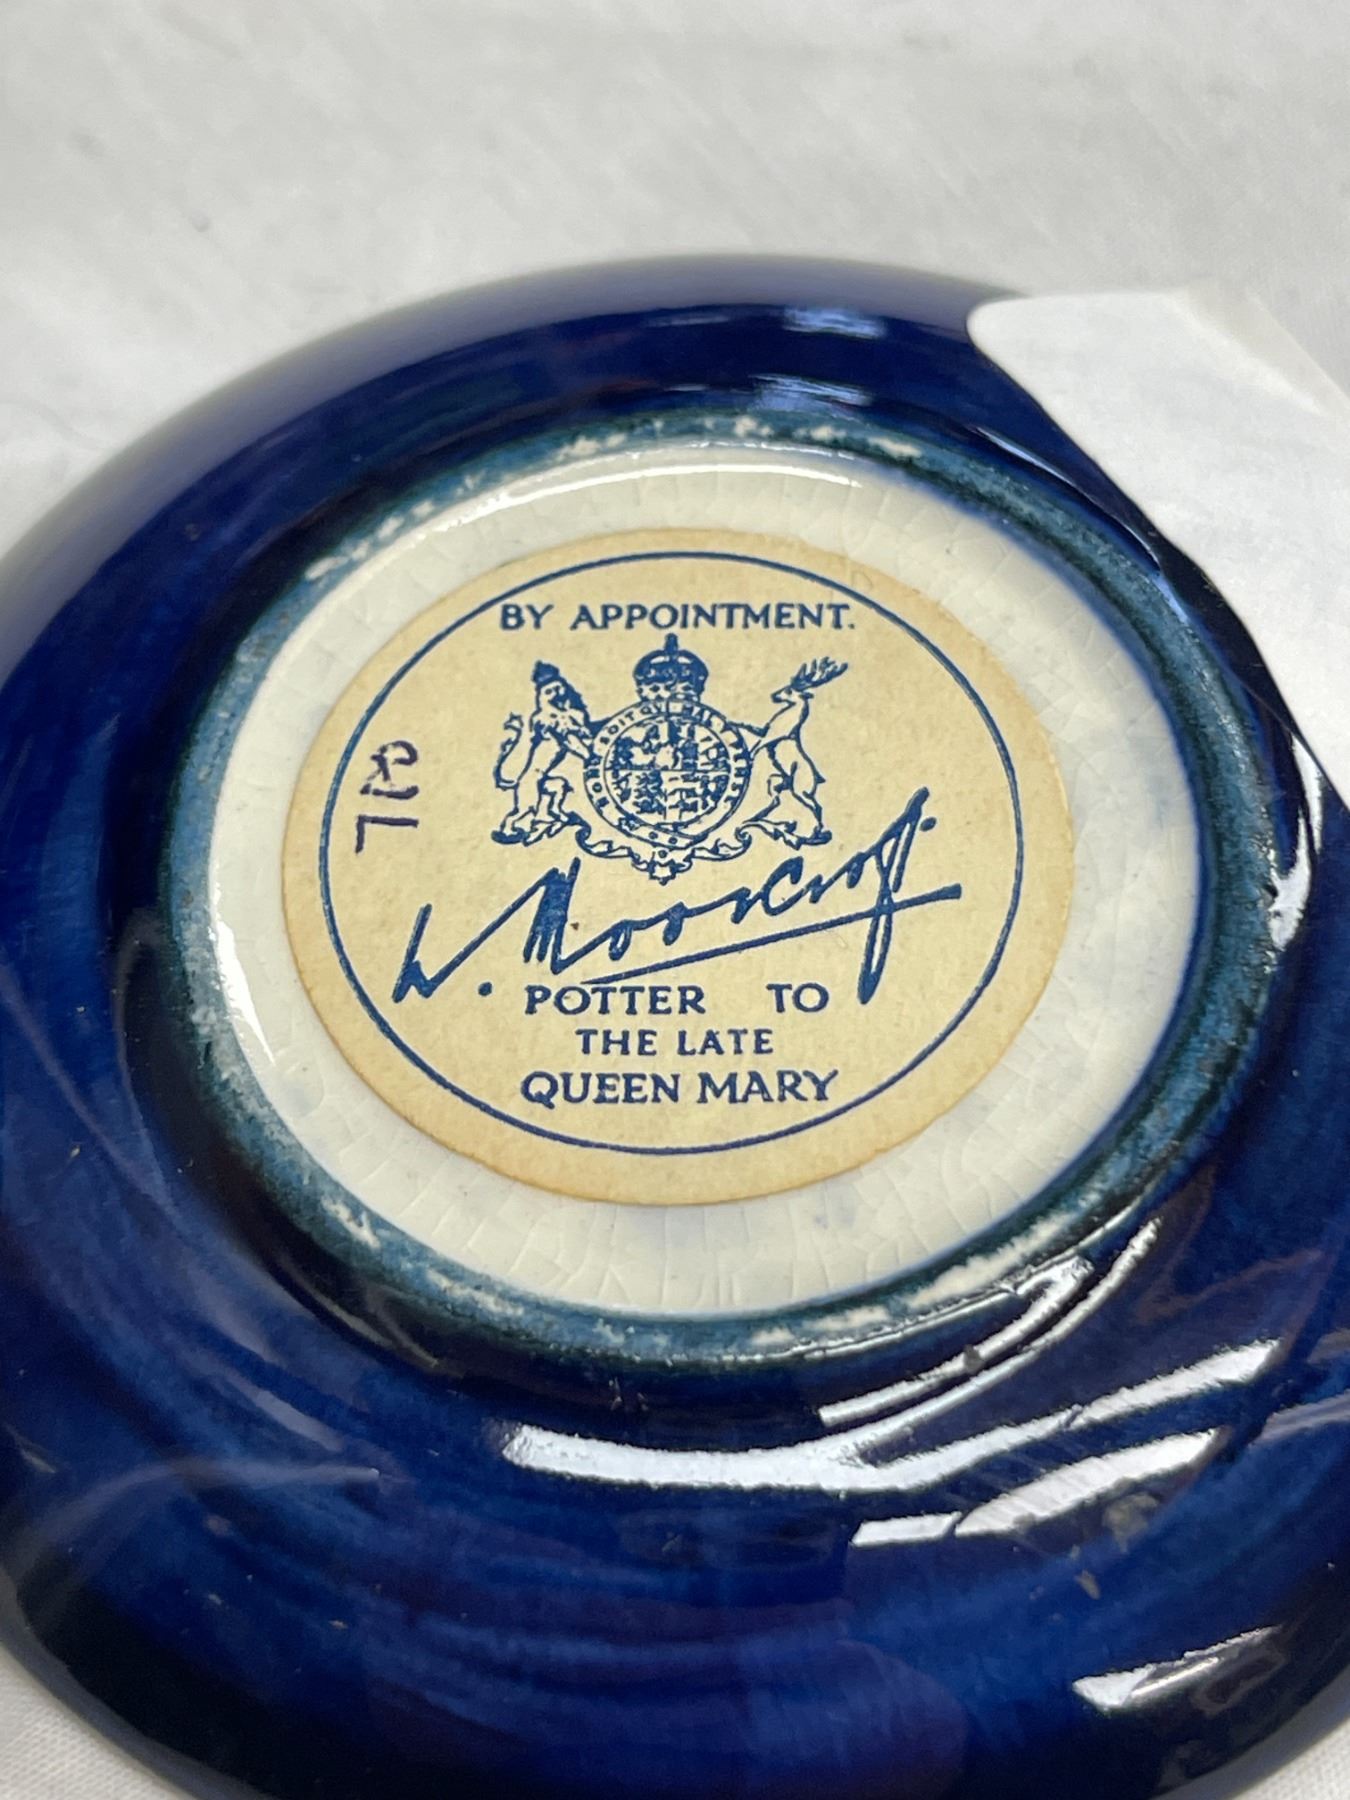 BY APPOINTMENT.
W. Moorcroft.
POTTER TO
THE LATE
QUEEN MARY